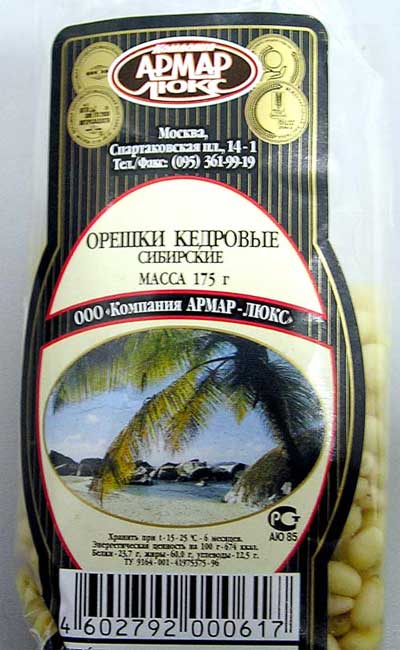 Компания
АРМАР
ЛЮКС
Москва,
Спартаковская пл., 14-1
Тел./Факс: (095) 361-99-19
ОРЕШКИ КЕДРОВЫЕ
СИБИРСКИЕ
МАССА 175 г
ООО «Компания АРМАР-ЛЮКС»
АЮ 85
Хранить при t -15-25 °C - 6 месяцев.
Энергетическая ценность на 100 г-674 ккал.
Белки - 23,7 г, жиры-60,0 г, углеводы - 12,5 г.
ТУ 9164-001-41975375-96
4 602792 000617